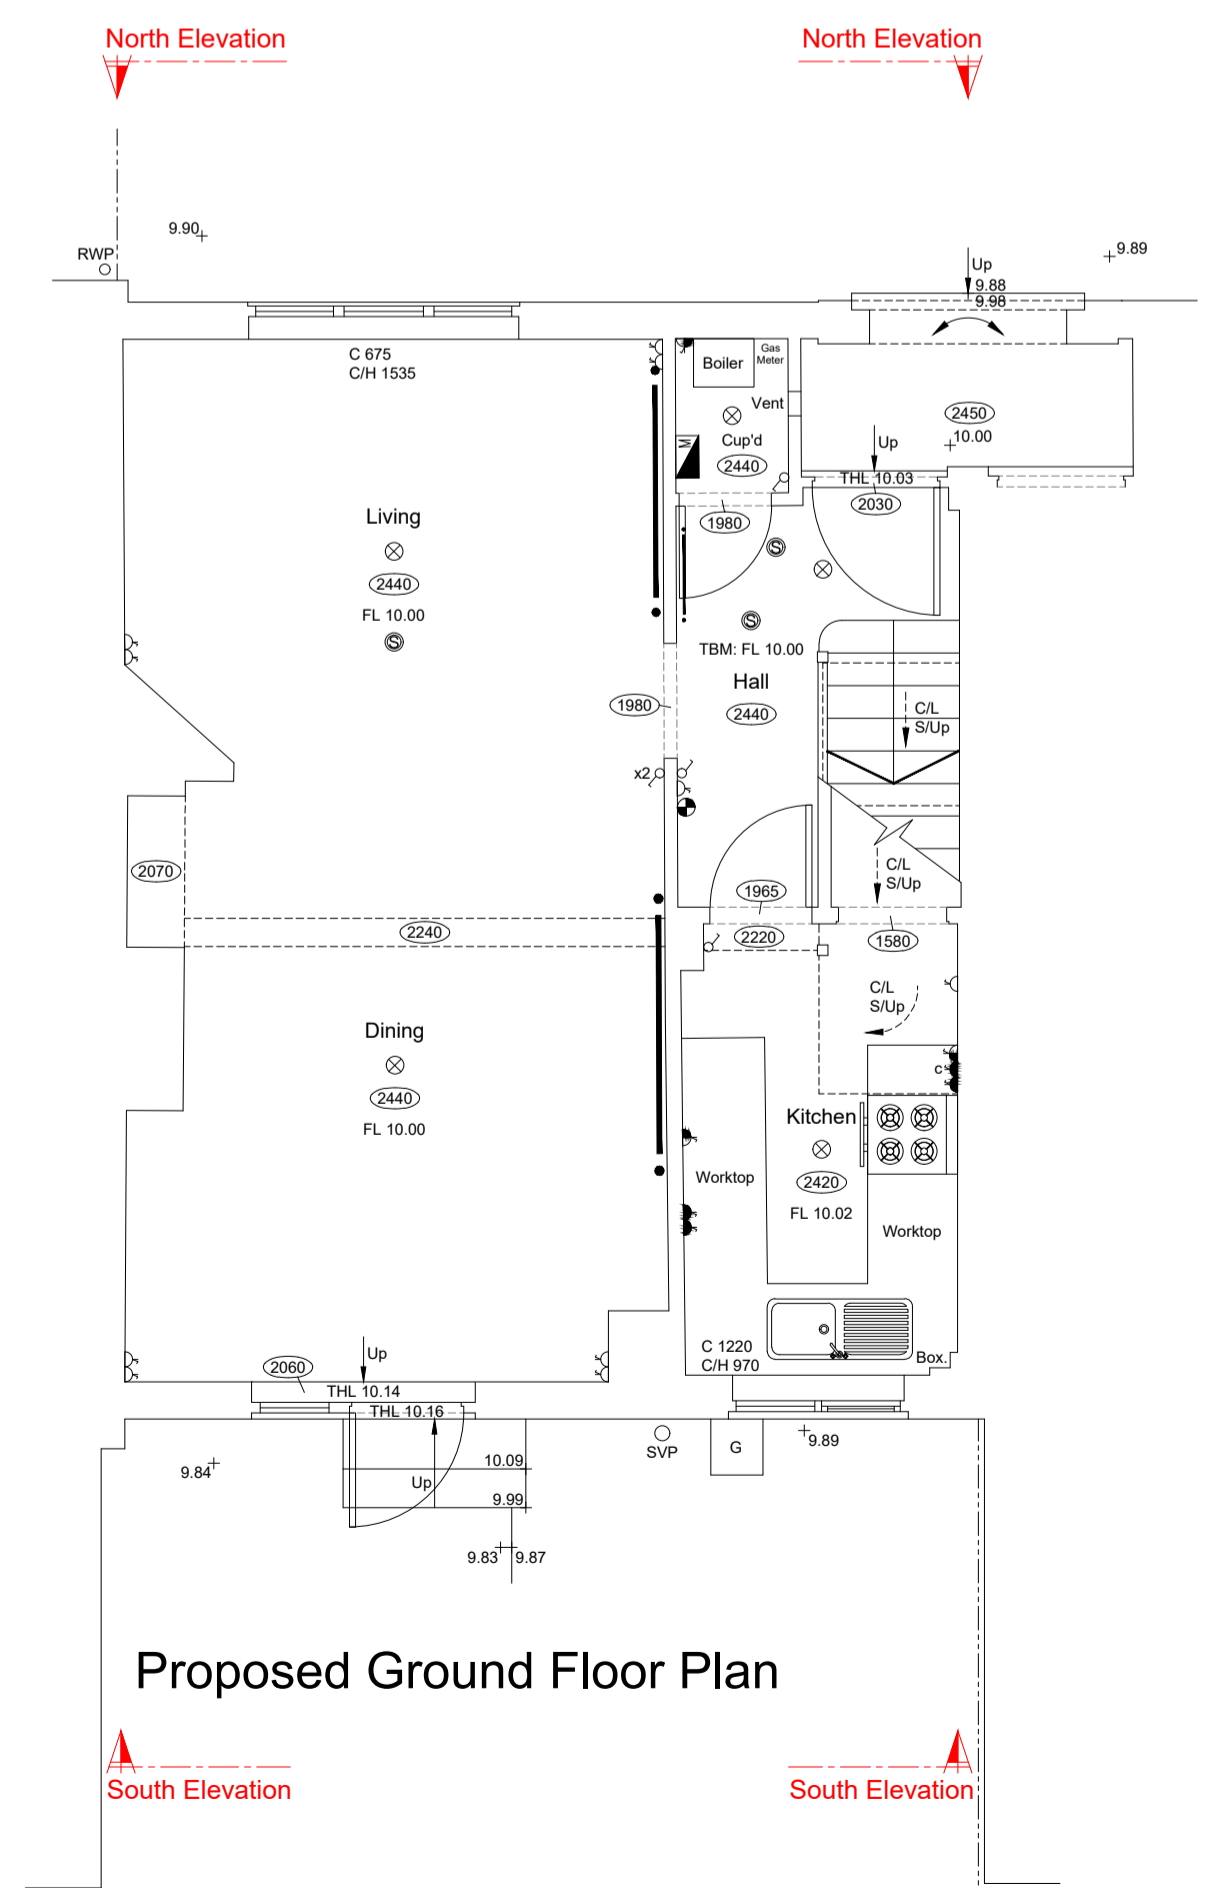 North Elevation
North Elevation
9.90
9.89
RWP
Up
9.88
9.98
C 675
C/H 1535
Boiler
Gas
Meter
Vent
Cup'd
M
2440
2450
10.00
Up
THL 10.03
2030
1980
Living
2440
FL 10.00
S
S
S
TBM: FL 10.00
Hall
2440
1980
C/L
S/Up
x2
C/L
S/Up
2070
1965
2240
2220
1580
C/L
S/Up
Dining
2440
FL 10.00
c
Kitchen
2420
FL 10.02
Worktop
Worktop
C 1220
C/H 970
Box.
2060
Up
THL 10.14
THL 10.16
SVP
G
9.89
9.84
10.09
Up
9.99
9.83
9.87
Proposed Ground Floor Plan
South Elevation
South Elevation